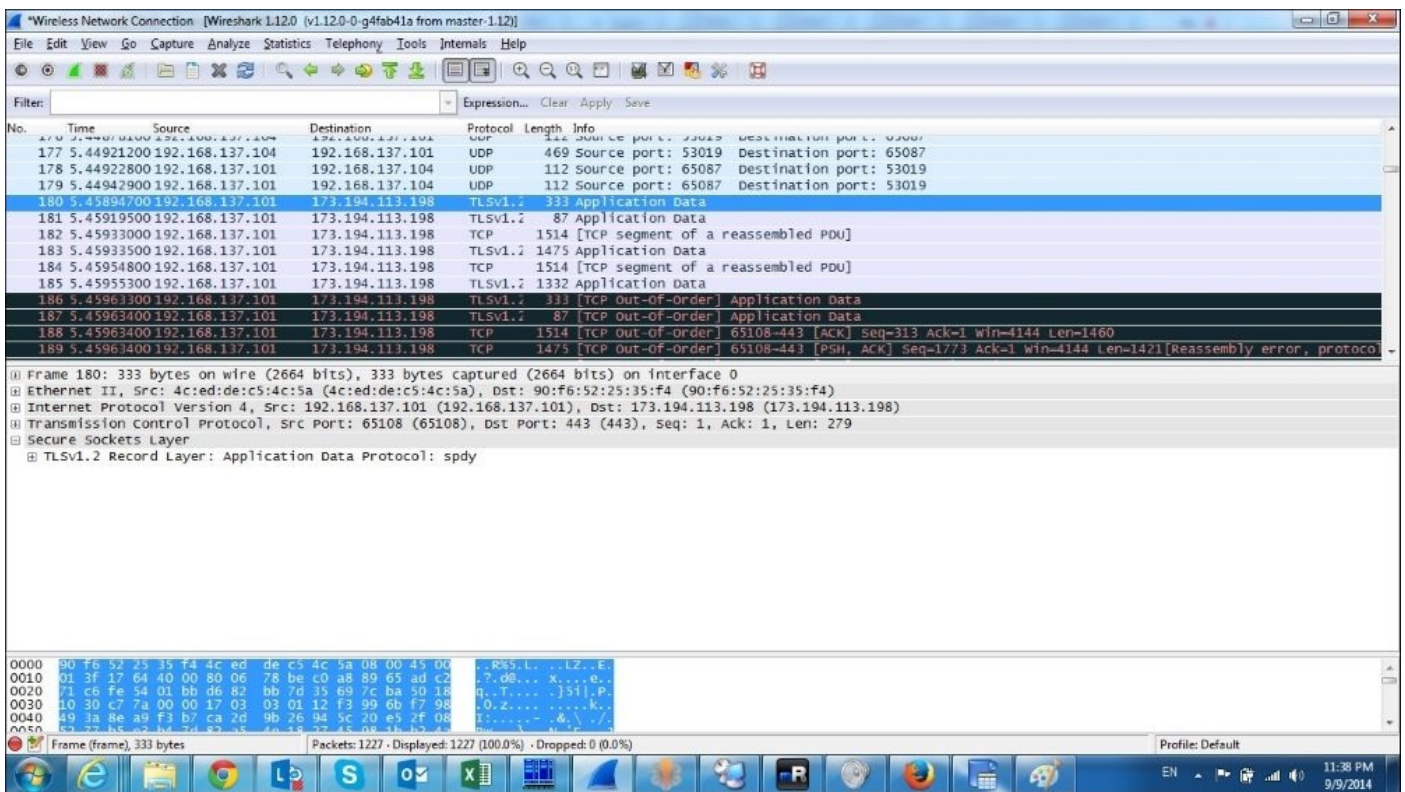 *Wireless Network Connection [Wireshark 1.12.0 (v1.12.0-0-g4fab41a from master-1.12)]
File Edit View Go Capture Analyze Statistics Telephony Tools Internals Help
Filter: Expression... Clear Apply Save
No. Time Source Destination Protocol Length Info
177 5.44921200 192.168.137.104 192.168.137.101 UDP 469 Source port: 53019 Destination port: 65087
178 5.44922800 192.168.137.101 192.168.137.104 UDP 112 Source port: 65087 Destination port: 53019
179 5.44942900 192.168.137.101 192.168.137.104 UDP 112 Source port: 65087 Destination port: 53019
180 5.45894700 192.168.137.101 173.194.113.198 TLSv1.2 333 Application Data
181 5.45919500 192.168.137.101 173.194.113.198 TLSv1.2 87 Application Data
182 5.45933000 192.168.137.101 173.194.113.198 TCP 1514 [TCP segment of a reassembled PDU]
183 5.45933500 192.168.137.101 173.194.113.198 TLSv1.2 1475 Application Data
184 5.45954800 192.168.137.101 173.194.113.198 TCP 1514 [TCP segment of a reassembled PDU]
185 5.45955300 192.168.137.101 173.194.113.198 TLSv1.2 1332 Application Data
186 5.45963300 192.168.137.101 173.194.113.198 TLSv1.2 333 [TCP Out-Of-Order] Application Data
187 5.45963400 192.168.137.101 173.194.113.198 TLSv1.2 87 [TCP Out-Of-Order] Application Data
188 5.45963400 192.168.137.101 173.194.113.198 TCP 1514 [TCP Out-Of-Order] 65108→443 [ACK] Seq=313 Ack=1 Win=4144 Len=1460
189 5.45963400 192.168.137.101 173.194.113.198 TCP 1475 [TCP Out-Of-Order] 65108→443 [PSH, ACK] Seq=1773 Ack=1 Win=4144 Len=1421[Reassembly error, protocol
Frame 180: 333 bytes on wire (2664 bits), 333 bytes captured (2664 bits) on interface 0
Ethernet II, Src: 4c:ed:de:c5:4c:5a (4c:ed:de:c5:4c:5a), Dst: 90:f6:52:25:35:f4 (90:f6:52:25:35:f4)
Internet Protocol Version 4, Src: 192.168.137.101 (192.168.137.101), Dst: 173.194.113.198 (173.194.113.198)
Transmission Control Protocol, Src Port: 65108 (65108), Dst Port: 443 (443), Seq: 1, Ack: 1, Len: 279
Secure Sockets Layer
TLSv1.2 Record Layer: Application Data Protocol: spdy
0000 90 f6 52 25 35 f4 4c ed de c5 4c 5a 08 00 45 00 ..R%5.L. ..LZ..E.
0010 01 3f 17 64 40 00 80 06 78 be c0 a8 89 65 ad c2 .?.d@... x....e..
0020 71 c6 fe 54 01 bb d6 82 bb 7d 35 69 7c ba 50 18 q..T.... .}5i|.P.
0030 10 30 c7 7a 00 00 17 03 03 01 12 f3 99 6b f7 98 .0.z.... .....k..
0040 49 3a 8e a9 f3 b7 ca 2d 9b 26 94 5c 20 e5 2f 08 I:.....- .&.\ ./.
Frame (frame), 333 bytes Packets: 1227 · Displayed: 1227 (100.0%) · Dropped: 0 (0.0%) Profile: Default
EN 11:38 PM
9/9/2014